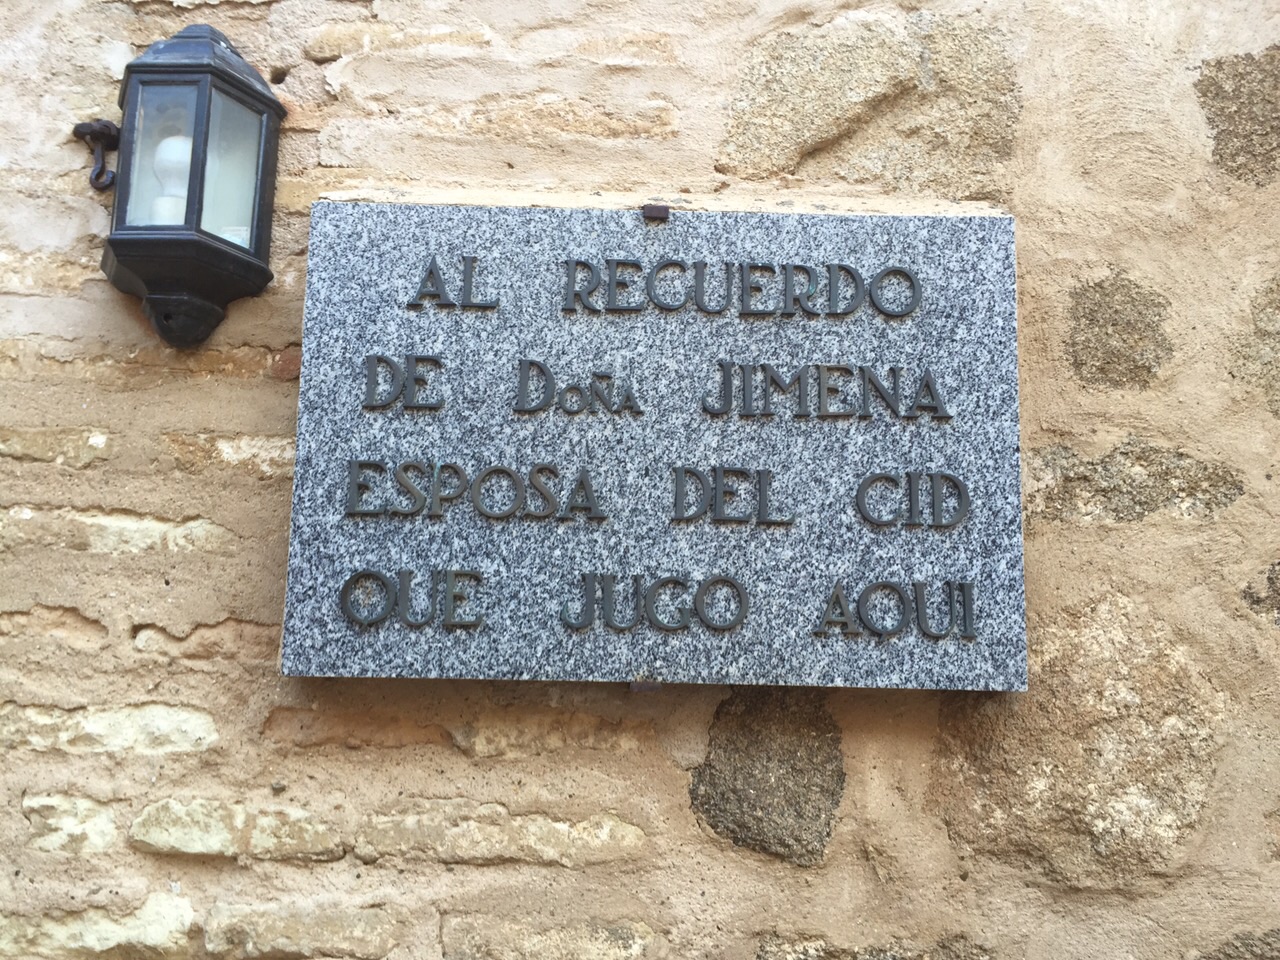 AL RECUERDO
DE DOÑA JIMENA
ESPOSA DEL CID
QUE JUGO AQUI